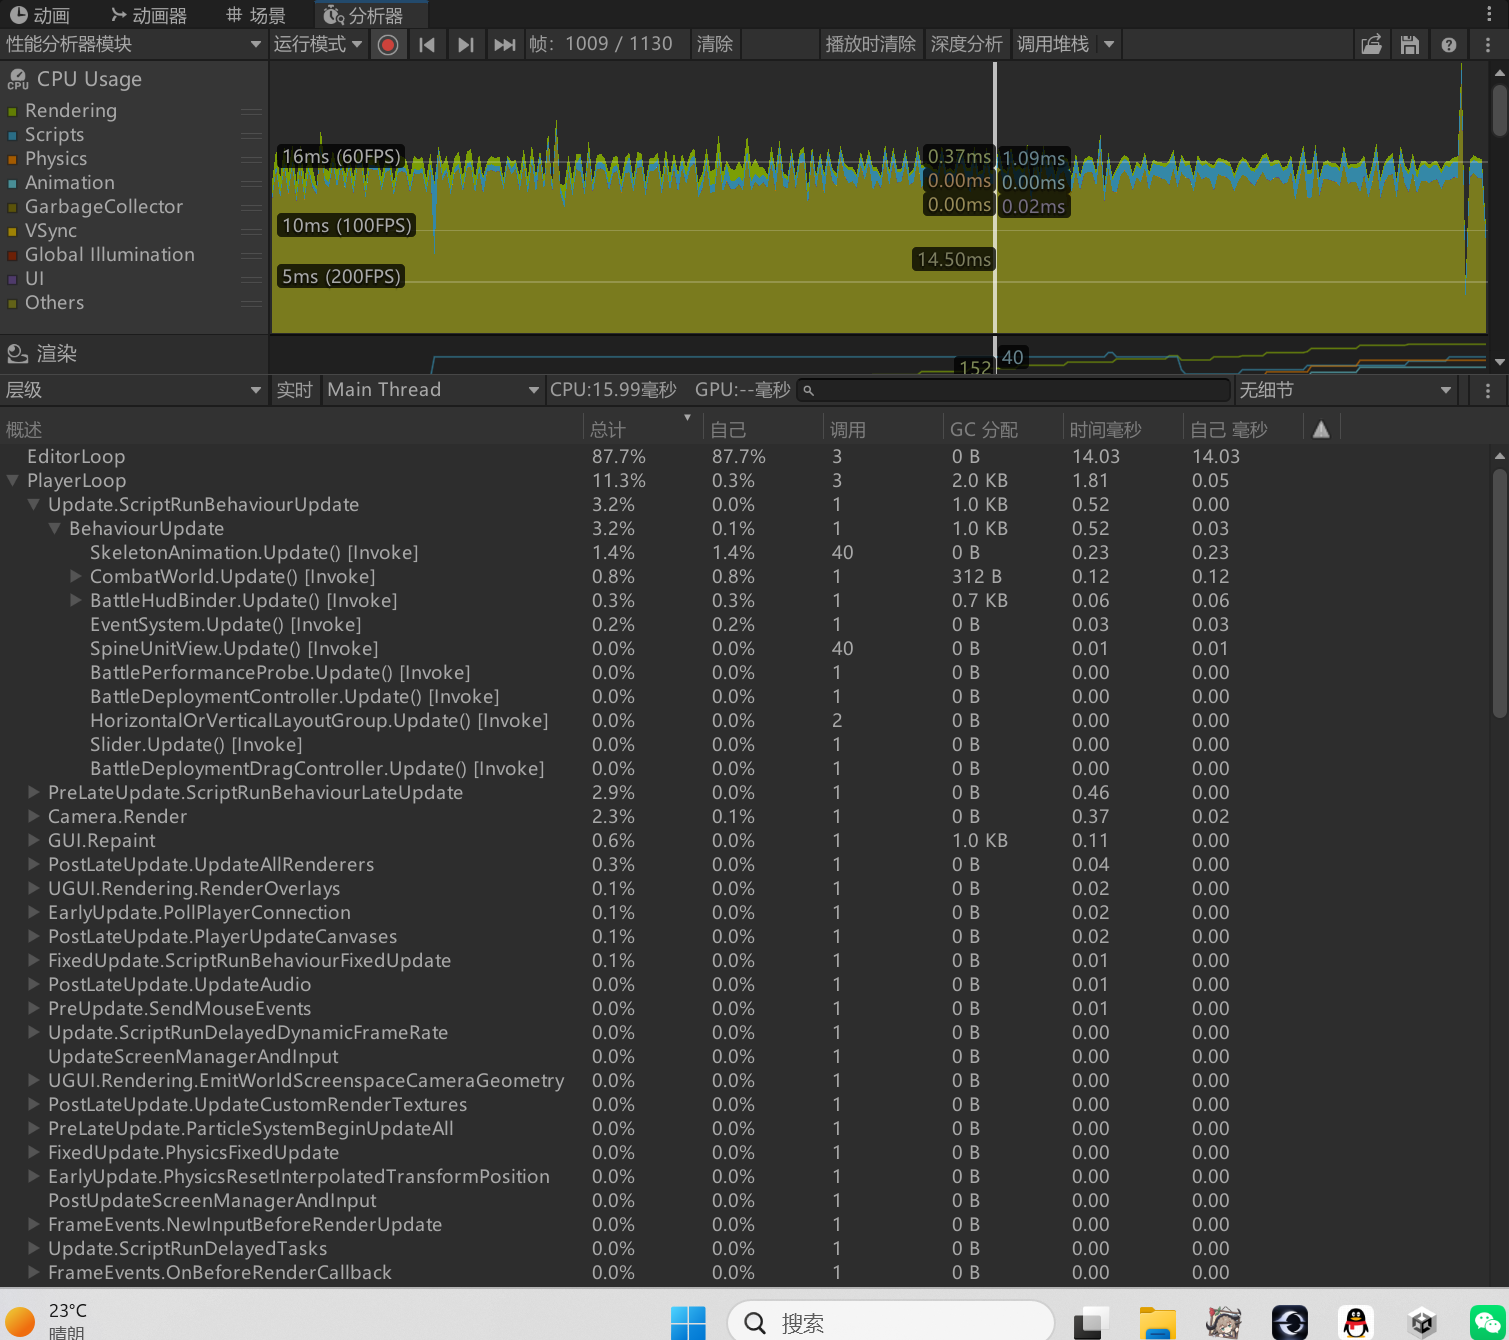 动画 动画器 场景 分析器
性能分析器模块 运行模式 帧: 1009 / 1130 清除 播放时清除 深度分析 调用堆栈
CPU CPU Usage
Rendering
Scripts
Physics
Animation
GarbageCollector
VSync
Global Illumination
UI
Others
16ms (60FPS)
10ms (100FPS)
5ms (200FPS)
0.37ms 1.09ms
0.00ms 0.00ms
0.00ms 0.02ms
14.50ms
渲染 152 40
层级 实时 Main Thread CPU:15.99毫秒 GPU:--毫秒 无细节
概述 总计 自己 调用 GC 分配 时间毫秒 自己 毫秒
EditorLoop 87.7% 87.7% 3 0 B 14.03 14.03
PlayerLoop 11.3% 0.3% 3 2.0 KB 1.81 0.05
Update.ScriptRunBehaviourUpdate 3.2% 0.0% 1 1.0 KB 0.52 0.00
BehaviourUpdate 3.2% 0.1% 1 1.0 KB 0.52 0.03
SkeletonAnimation.Update() [Invoke] 1.4% 1.4% 40 0 B 0.23 0.23
CombatWorld.Update() [Invoke] 0.8% 0.8% 1 312 B 0.12 0.12
BattleHudBinder.Update() [Invoke] 0.3% 0.3% 1 0.7 KB 0.06 0.06
EventSystem.Update() [Invoke] 0.2% 0.2% 1 0 B 0.03 0.03
SpineUnitView.Update() [Invoke] 0.0% 0.0% 40 0 B 0.01 0.01
BattlePerformanceProbe.Update() [Invoke] 0.0% 0.0% 1 0 B 0.00 0.00
BattleDeploymentController.Update() [Invoke] 0.0% 0.0% 1 0 B 0.00 0.00
HorizontalOrVerticalLayoutGroup.Update() [Invoke] 0.0% 0.0% 2 0 B 0.00 0.00
Slider.Update() [Invoke] 0.0% 0.0% 1 0 B 0.00 0.00
BattleDeploymentDragController.Update() [Invoke] 0.0% 0.0% 1 0 B 0.00 0.00
PreLateUpdate.ScriptRunBehaviourLateUpdate 2.9% 0.0% 1 0 B 0.46 0.00
Camera.Render 2.3% 0.1% 1 0 B 0.37 0.02
GUI.Repaint 0.6% 0.0% 1 1.0 KB 0.11 0.00
PostLateUpdate.UpdateAllRenderers 0.3% 0.0% 1 0 B 0.04 0.00
UGUI.Rendering.RenderOverlays 0.1% 0.0% 1 0 B 0.02 0.00
EarlyUpdate.PollPlayerConnection 0.1% 0.0% 1 0 B 0.02 0.00
PostLateUpdate.PlayerUpdateCanvases 0.1% 0.0% 1 0 B 0.02 0.00
FixedUpdate.ScriptRunBehaviourFixedUpdate 0.1% 0.0% 1 0 B 0.01 0.00
PostLateUpdate.UpdateAudio 0.0% 0.0% 1 0 B 0.01 0.00
PreUpdate.SendMouseEvents 0.0% 0.0% 1 0 B 0.01 0.00
Update.ScriptRunDelayedDynamicFrameRate 0.0% 0.0% 1 0 B 0.00 0.00
UpdateScreenManagerAndInput 0.0% 0.0% 1 0 B 0.00 0.00
UGUI.Rendering.EmitWorldScreenspaceCameraGeometry 0.0% 0.0% 1 0 B 0.00 0.00
PostLateUpdate.UpdateCustomRenderTextures 0.0% 0.0% 1 0 B 0.00 0.00
PreLateUpdate.ParticleSystemBeginUpdateAll 0.0% 0.0% 1 0 B 0.00 0.00
FixedUpdate.PhysicsFixedUpdate 0.0% 0.0% 1 0 B 0.00 0.00
EarlyUpdate.PhysicsResetInterpolatedTransformPosition 0.0% 0.0% 1 0 B 0.00 0.00
PostUpdateScreenManagerAndInput 0.0% 0.0% 1 0 B 0.00 0.00
FrameEvents.NewInputBeforeRenderUpdate 0.0% 0.0% 1 0 B 0.00 0.00
Update.ScriptRunDelayedTasks 0.0% 0.0% 1 0 B 0.00 0.00
FrameEvents.OnBeforeRenderCallback 0.0% 0.0% 1 0 B 0.00 0.00
23°C
晴朗
搜索